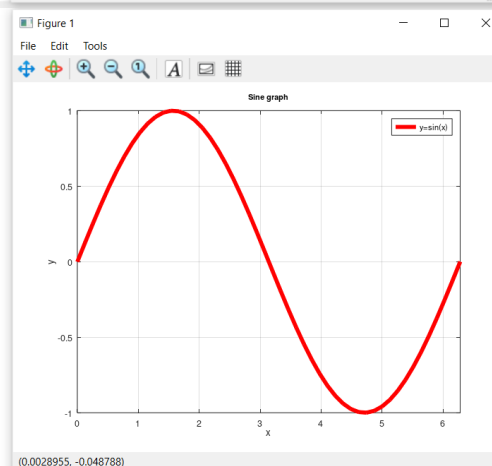 Figure 1
File Edit Tools
1 A
Sine graph
y=sin(x)
1
0.5
0
-0.5
-1
y
0 1 2 3 4 5 6
x
(0.0028955, -0.048788)